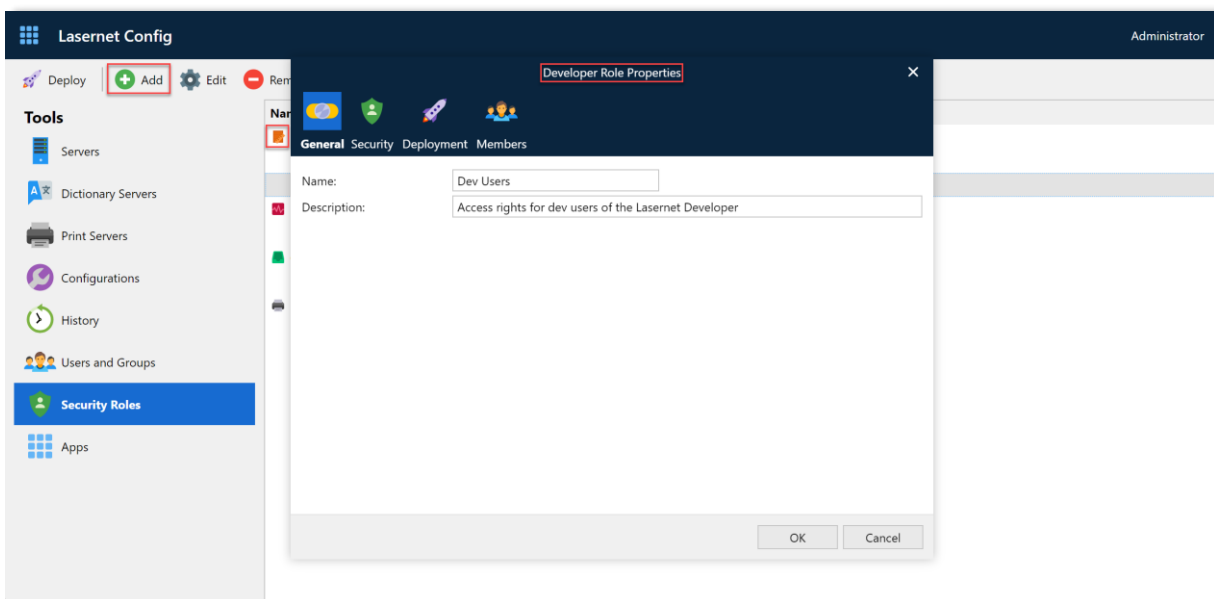 Lasernet Config
Administrator
Deploy
Add
Edit
Developer Role Properties
Tools
General Security Deployment Members
Servers
Dictionary Servers
Print Servers
Configurations
History
Users and Groups
Security Roles
Apps
Name:
Dev Users
Description:
Access rights for dev users of the Lasernet Developer
OK
Cancel